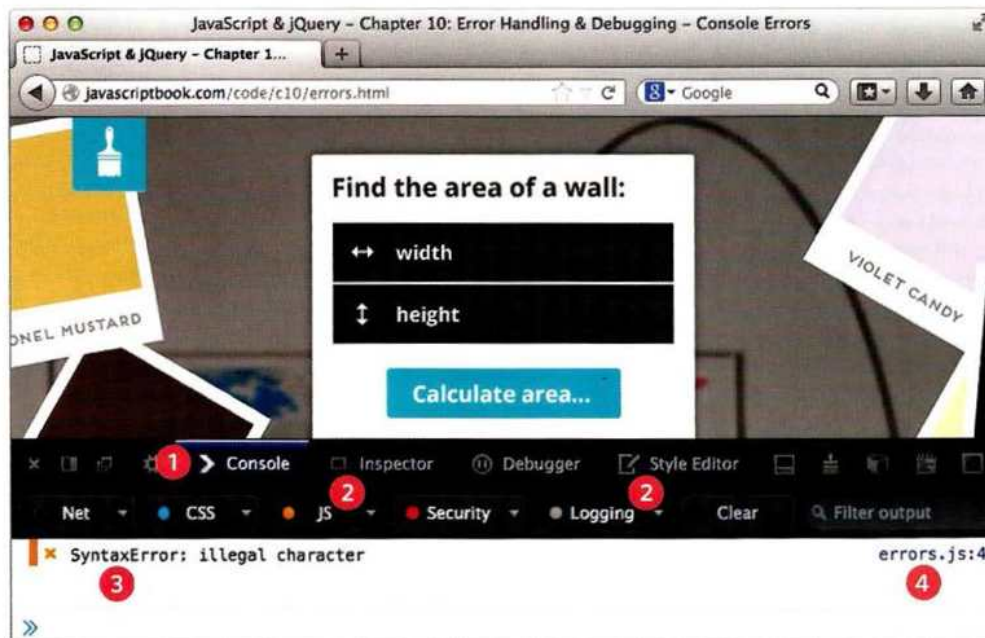 JavaScript & jQuery – Chapter 10: Error Handling & Debugging – Console Errors
JavaScript & jQuery – Chapter 1... +
javascriptbook.com/code/c10/errors.html
8 Google
Find the area of a wall:
width
height
Calculate area...
ONEL MUSTARD
VIOLET CANDY
1 Console Inspector Debugger Style Editor
2 2
Net CSS JS Security Logging Clear Filter output
× SyntaxError: illegal character errors.js:4
3 4
»